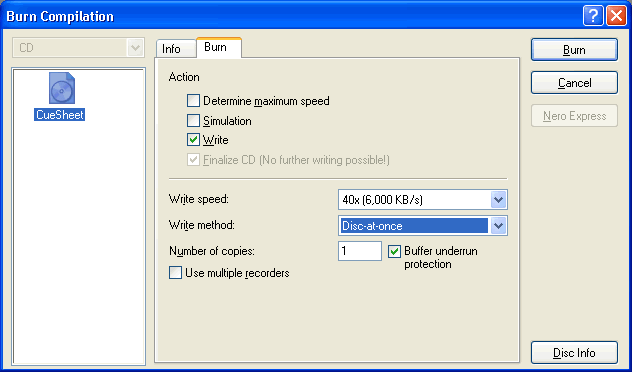 Burn Compilation
CD
CueSheet
Info
Burn
Action
Determine maximum speed
Simulation
Write
Finalize CD (No further writing possible!)
Write speed:
40x (6,000 KB/s)
Write method:
Disc-at-once
Number of copies:
1
Buffer underrun
protection
Use multiple recorders
Burn
Cancel
Nero Express
Disc Info